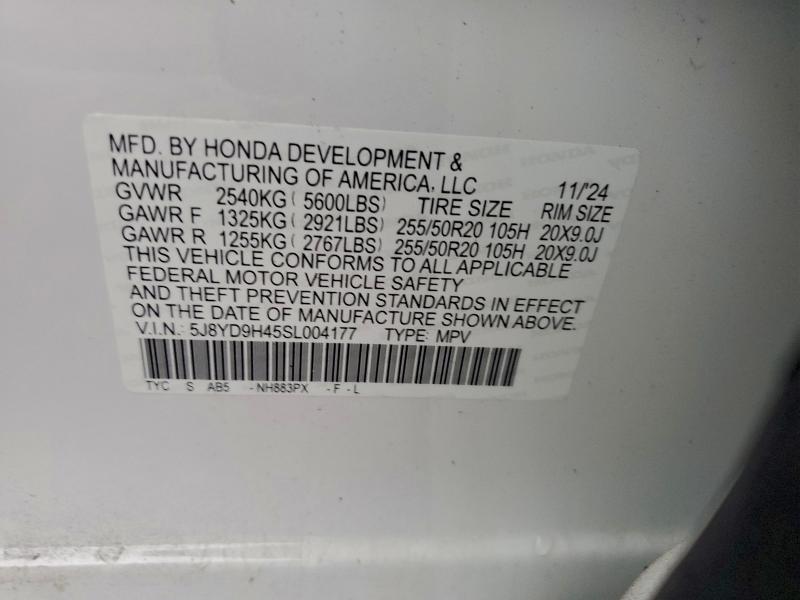 MFD. BY HONDA DEVELOPMENT &
MANUFACTURING OF AMERICA, LLC 11/'24
GVWR 2540KG ( 5600LBS) TIRE SIZE RIM SIZE
GAWR F 1325KG ( 2921LBS) 255/50R20 105H 20X9.0J
GAWR R 1255KG ( 2767LBS) 255/50R20 105H 20X9.0J
THIS VEHICLE CONFORMS TO ALL APPLICABLE
FEDERAL MOTOR VEHICLE SAFETY
AND THEFT PREVENTION STANDARDS IN EFFECT
ON THE DATE OF MANUFACTURE SHOWN ABOVE.
V.I.N.: 5J8YD9H45SL004177 TYPE: MPV
TYC S AB5 - NH883PX - F - L